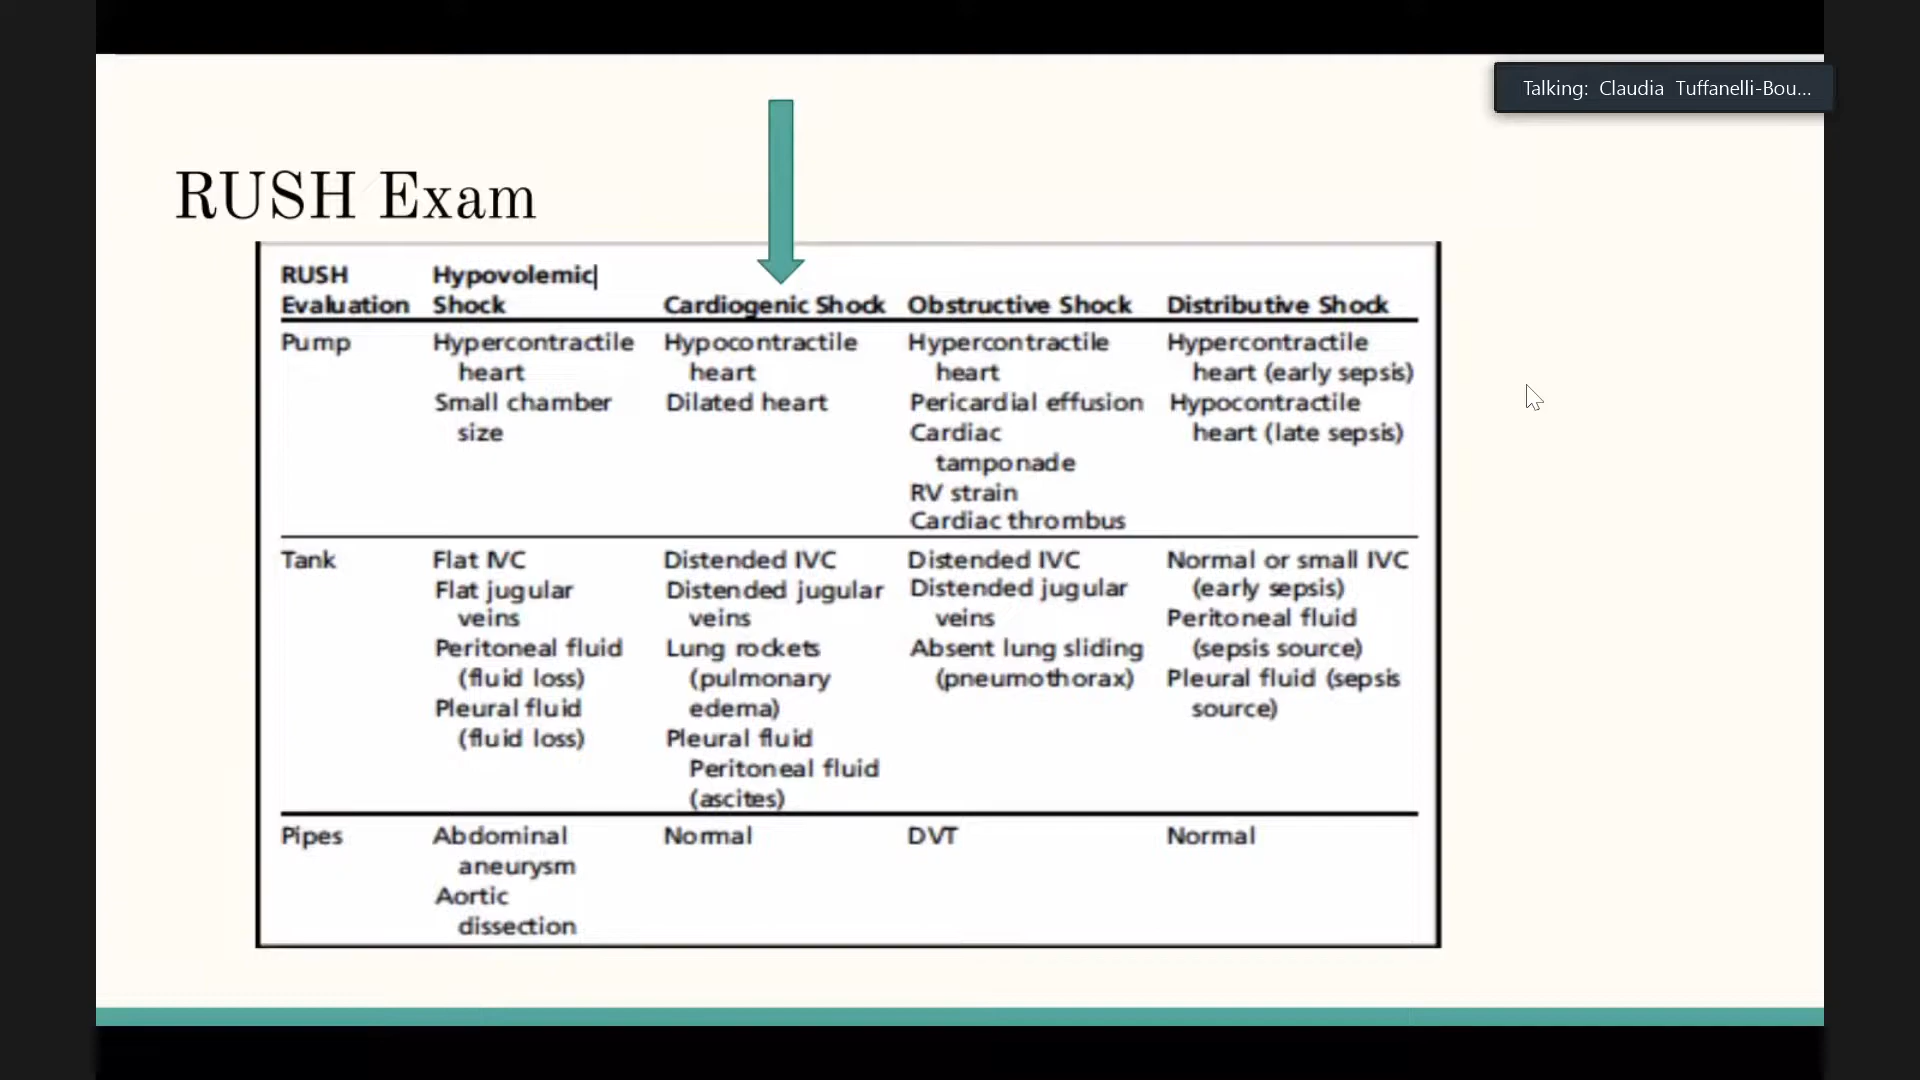 Talking: Claudia Tuffanelli-Bou...
RUSH Exam
RUSH Hypovolemic
Evaluation Shock Cardiogenic Shock Obstructive Shock Distributive Shock
Pump Hypercontractile Hypocontractile Hypercontractile Hypercontractile
heart heart heart heart (early sepsis)
Small chamber Dilated heart Pericardial effusion Hypocontractile
size Cardiac heart (late sepsis)
tamponade
RV strain
Cardiac thrombus
Tank Flat IVC Distended IVC Distended IVC Normal or small IVC
Flat jugular Distended jugular Distended jugular (early sepsis)
veins veins veins Peritoneal fluid
Peritoneal fluid Lung rockets Absent lung sliding (sepsis source)
(fluid loss) (pulmonary (pneumothorax) Pleural fluid (sepsis
Pleural fluid edema) source)
(fluid loss) Pleural fluid
Peritoneal fluid
(ascites)
Pipes Abdominal Normal DVT Normal
aneurysm
Aortic
dissection